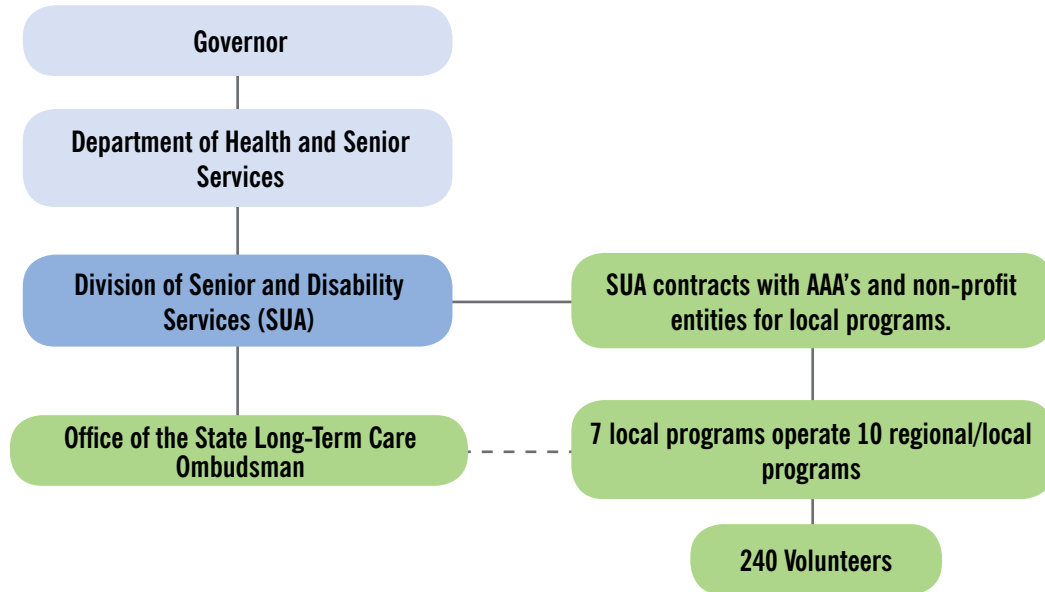 Governor
Department of Health and Senior
Services
Division of Senior and Disability
Services (SUA)
SUA contracts with AAA's and non-profit
entities for local programs.
Office of the State Long-Term Care
Ombudsman
7 local programs operate 10 regional/local
programs
240 Volunteers